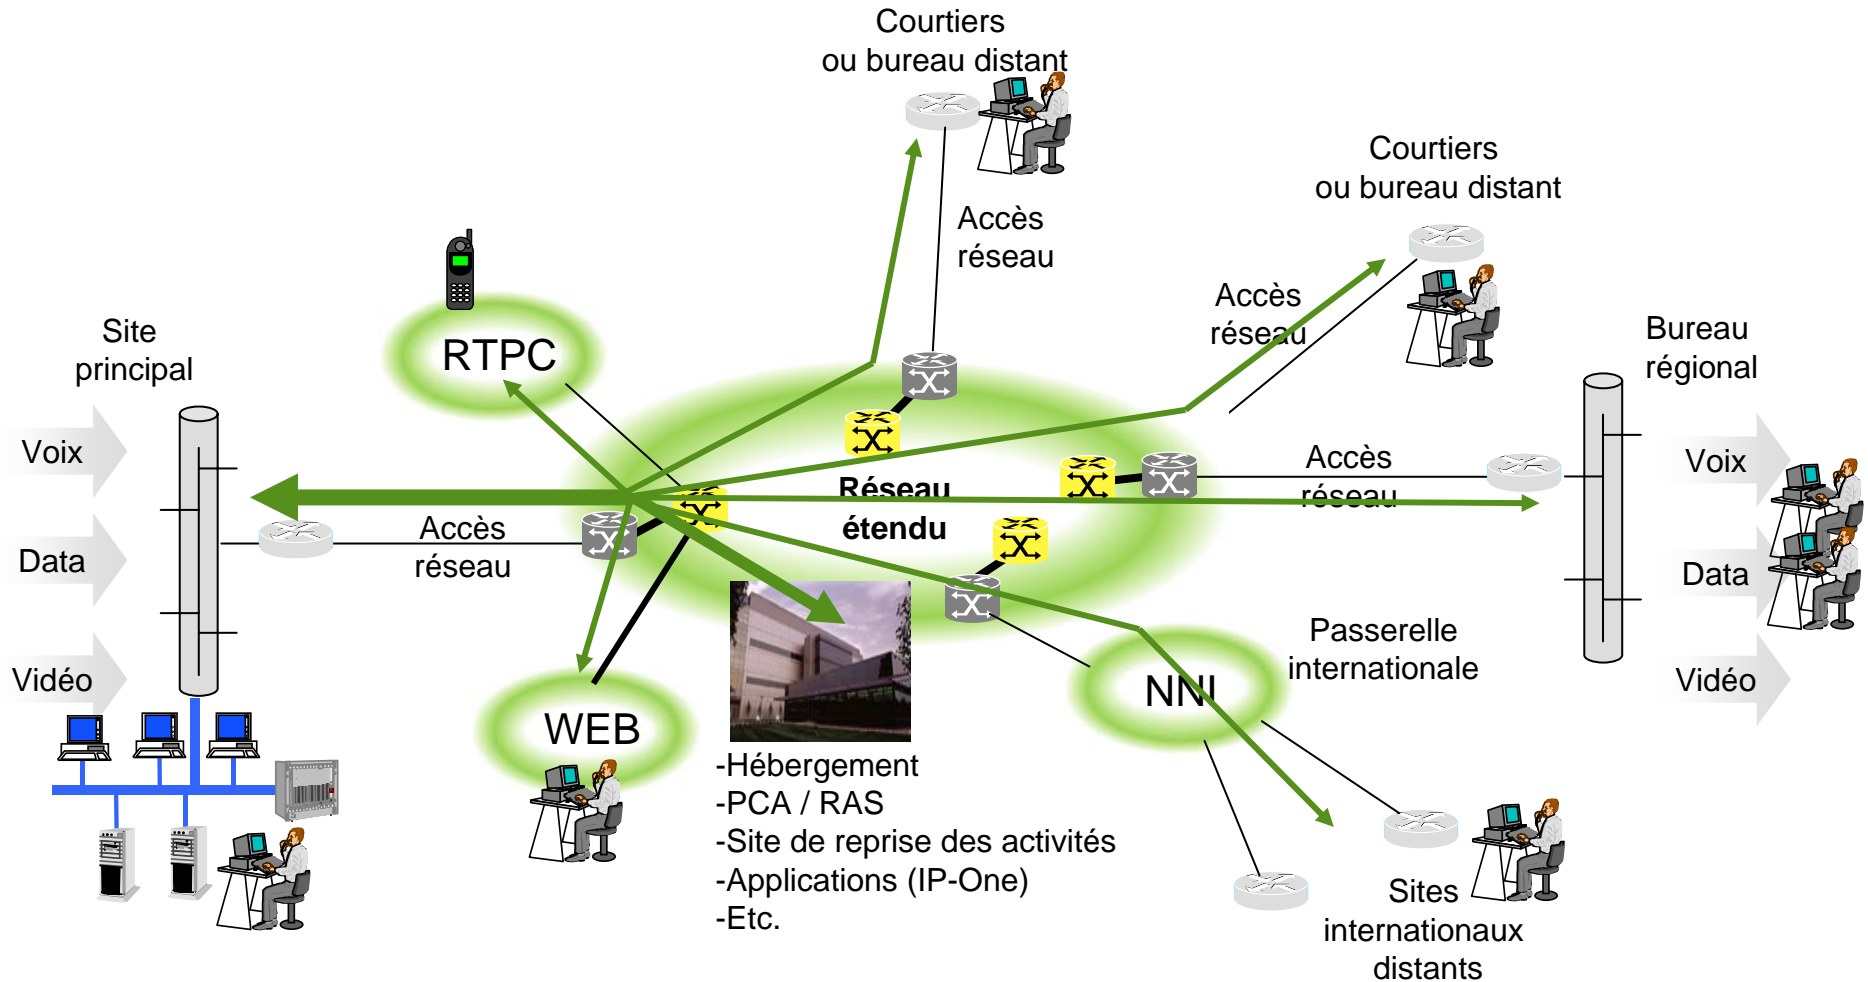 Courtiers
ou bureau distant
Courtiers
ou bureau distant
Accès
réseau
Accès
réseau
Site
principal
RTPC
Bureau
régional
Voix
Data
Vidéo
Accès
réseau
Réseau
étendu
Accès
réseau
Voix
Data
Vidéo
Passerelle
internationale
NNI
WEB
-Hébergement
-PCA / RAS
-Site de reprise des activités
-Applications (IP-One)
-Etc.
Sites
internationaux
distants